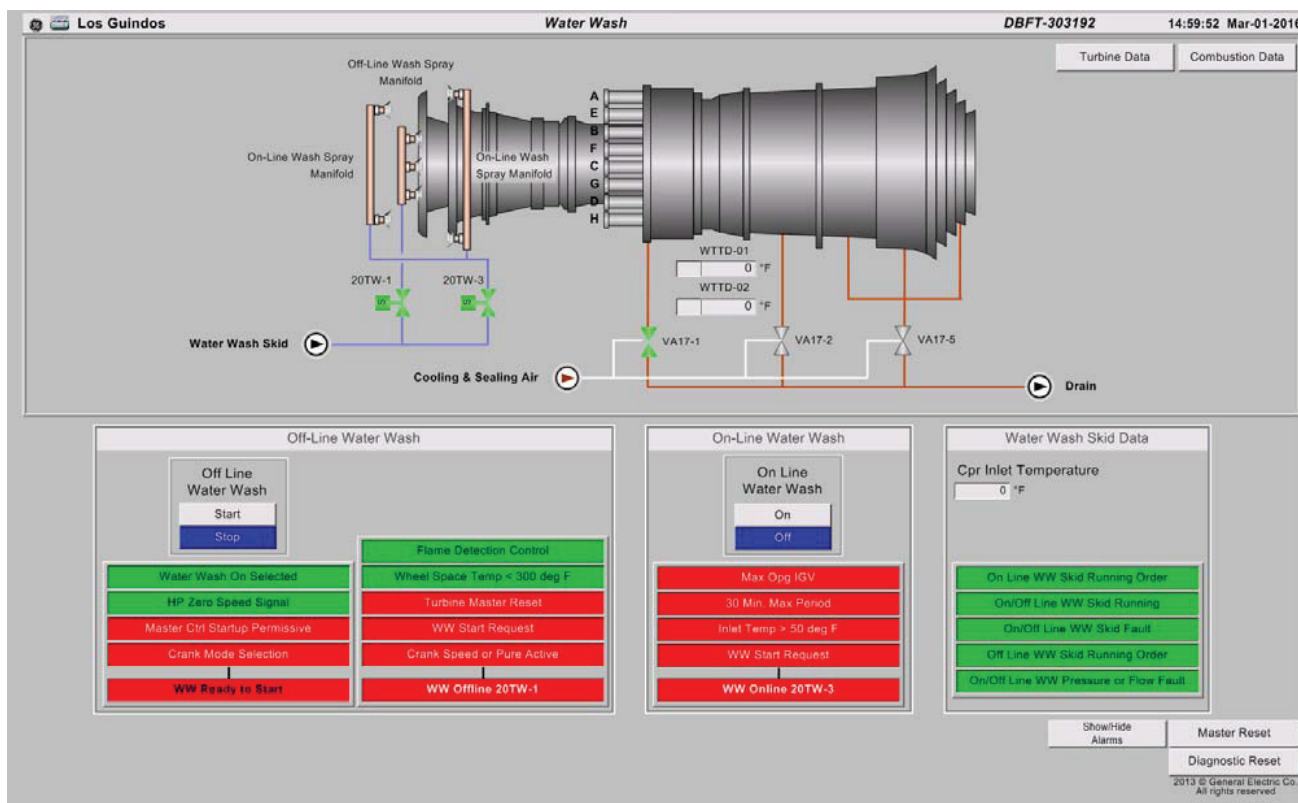 Los Guindos
Water Wash
DBFT-303192
14:59:52 Mar-01-2016
Turbine Data
Combustion Data
Off-Line Wash Spray
Manifold
On-Line Wash Spray
Manifold
On-Line Wash
Spray Manifold
A
E
B
F
C
G
D
H
WTTD-01
0 °F
WTTD-02
0 °F
20TW-1
20TW-3
S
S
Water Wash Skid
VA17-1
VA17-2
VA17-5
Cooling & Sealing Air
Drain
Off-Line Water Wash
Off Line
Water Wash
Start
Stop
Water Wash On Selected
HP Zero Speed Signal
Master Ctrl Startup Permissive
Crank Mode Selection
WW Ready to Start
Flame Detection Control
Wheel Space Temp < 300 deg F
Turbine Master Reset
WW Start Request
Crank Speed or Pure Active
WW Offline 20TW-1
On-Line Water Wash
On Line
Water Wash
On
Off
Max Opg IGV
30 Min. Max Period
Inlet Temp > 50 deg F
WW Start Request
WW Online 20TW-3
Water Wash Skid Data
Cpr Inlet Temperature
0 °F
On Line WW Skid Running Order
On/Off Line WW Skid Running
On/Off Line WW Skid Fault
Off Line WW Skid Running Order
On/Off Line WW Pressure or Flow Fault
Show/Hide
Alarms
Master Reset
Diagnostic Reset
2013 © General Electric Co.
All rights reserved